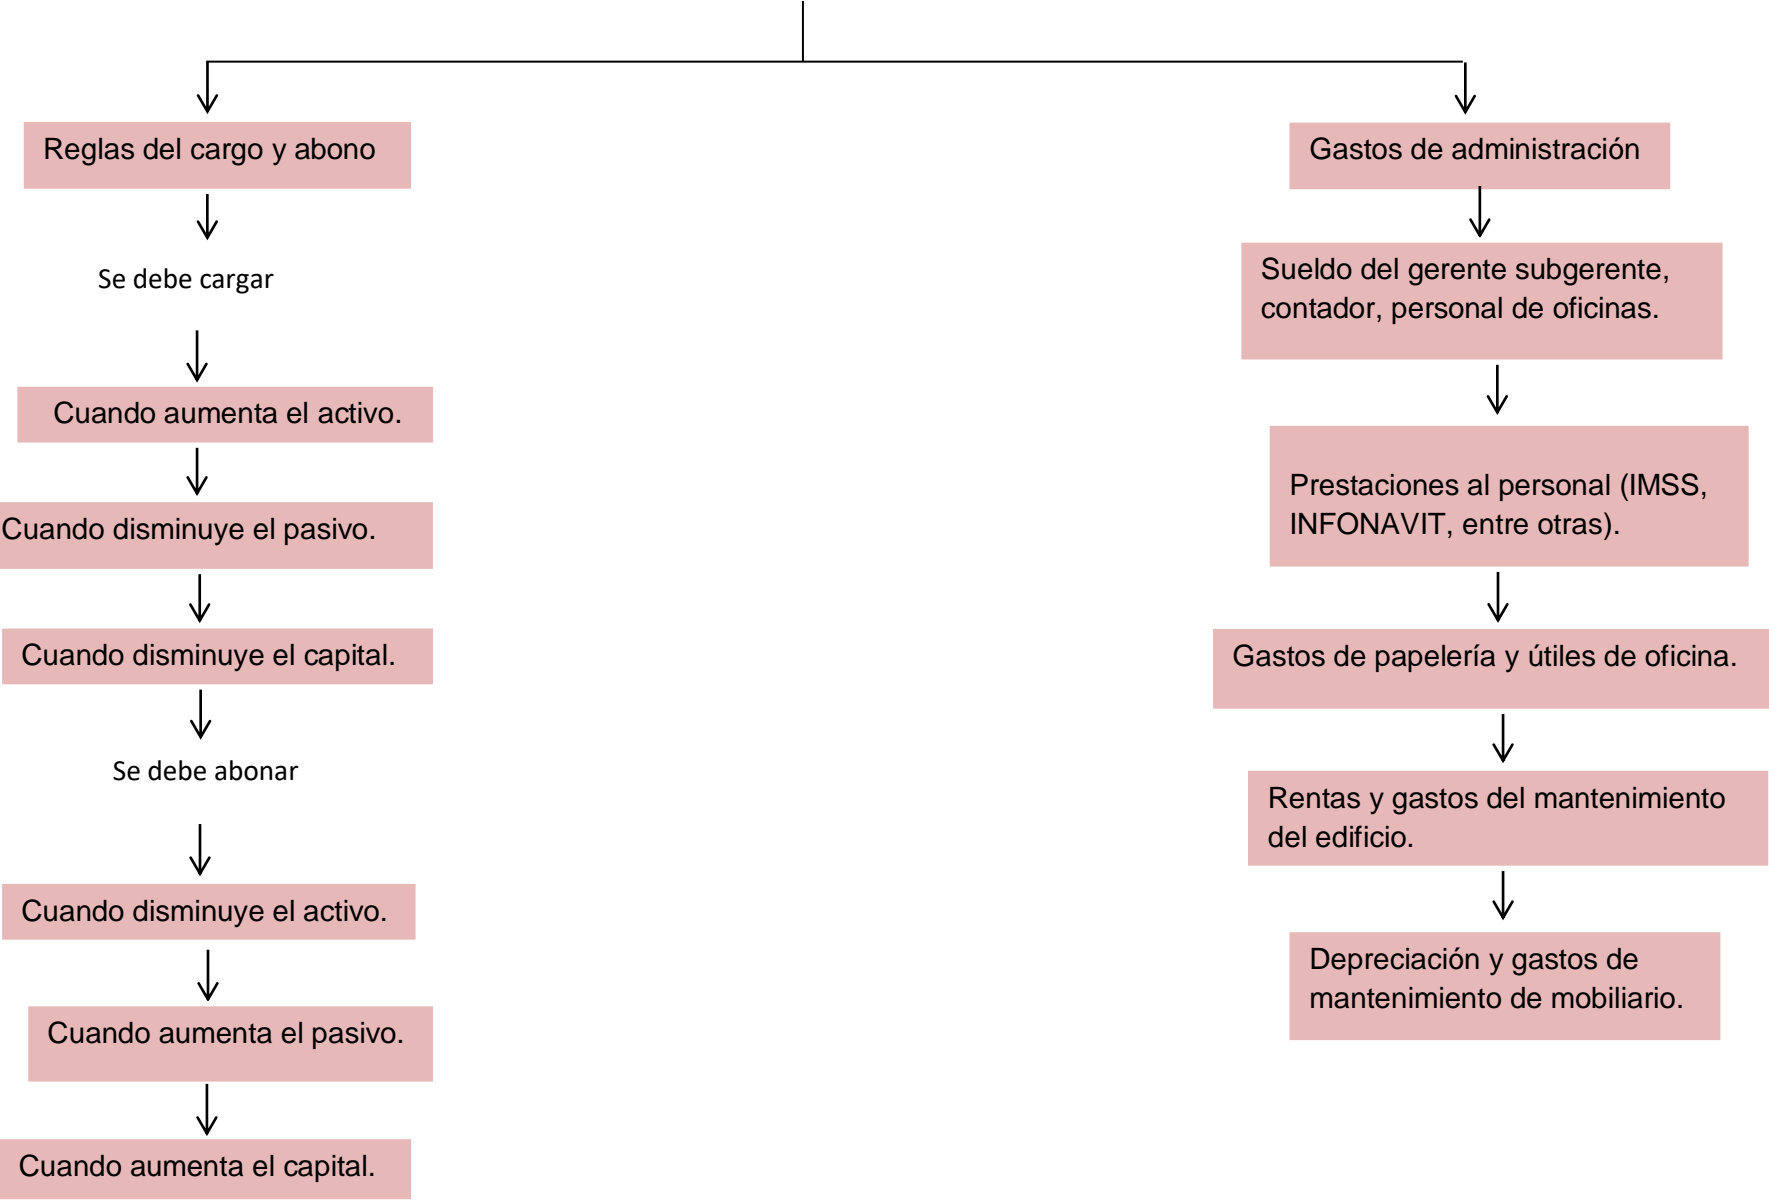 Reglas del cargo y abono
Se debe cargar
Cuando aumenta el activo.
Cuando disminuye el pasivo.
Cuando disminuye el capital.
Se debe abonar
Cuando disminuye el activo.
Cuando aumenta el pasivo.
Cuando aumenta el capital.
Gastos de administración
Sueldo del gerente subgerente,
contador, personal de oficinas.
Prestaciones al personal (IMSS,
INFONAVIT, entre otras).
Gastos de papelería y útiles de oficina.
Rentas y gastos del mantenimiento
del edificio.
Depreciación y gastos de
mantenimiento de mobiliario.